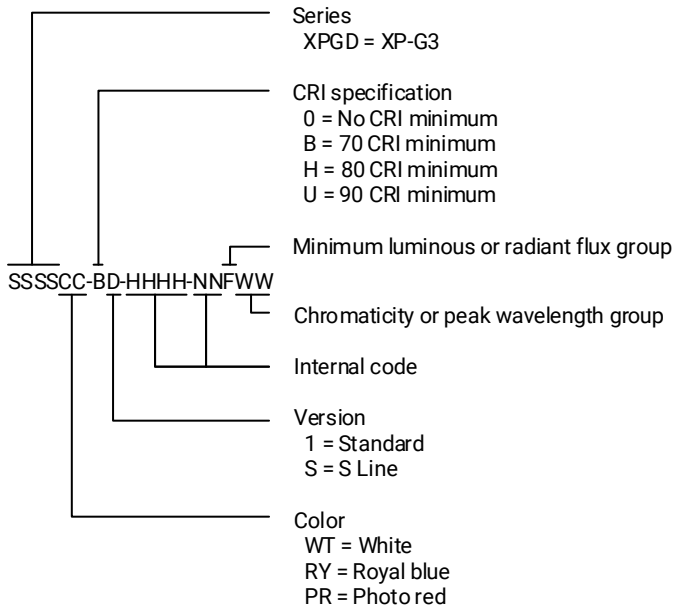 Series
XPGD = XP-G3
CRI specification
0 = No CRI minimum
B = 70 CRI minimum
H = 80 CRI minimum
U = 90 CRI minimum
Minimum luminous or radiant flux group
SSSSCC-BD-HHHH-NNFWW
Chromaticity or peak wavelength group
Internal code
Version
1 = Standard
S = S Line
Color
WT = White
RY = Royal blue
PR = Photo red